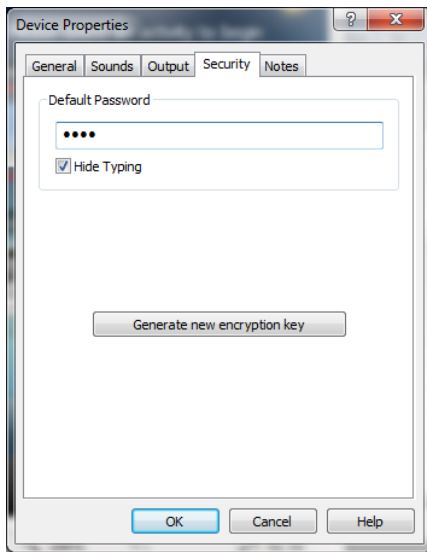 Device Properties
General Sounds Output Security Notes
Default Password
••••
Hide Typing
Generate new encryption key
OK Cancel Help